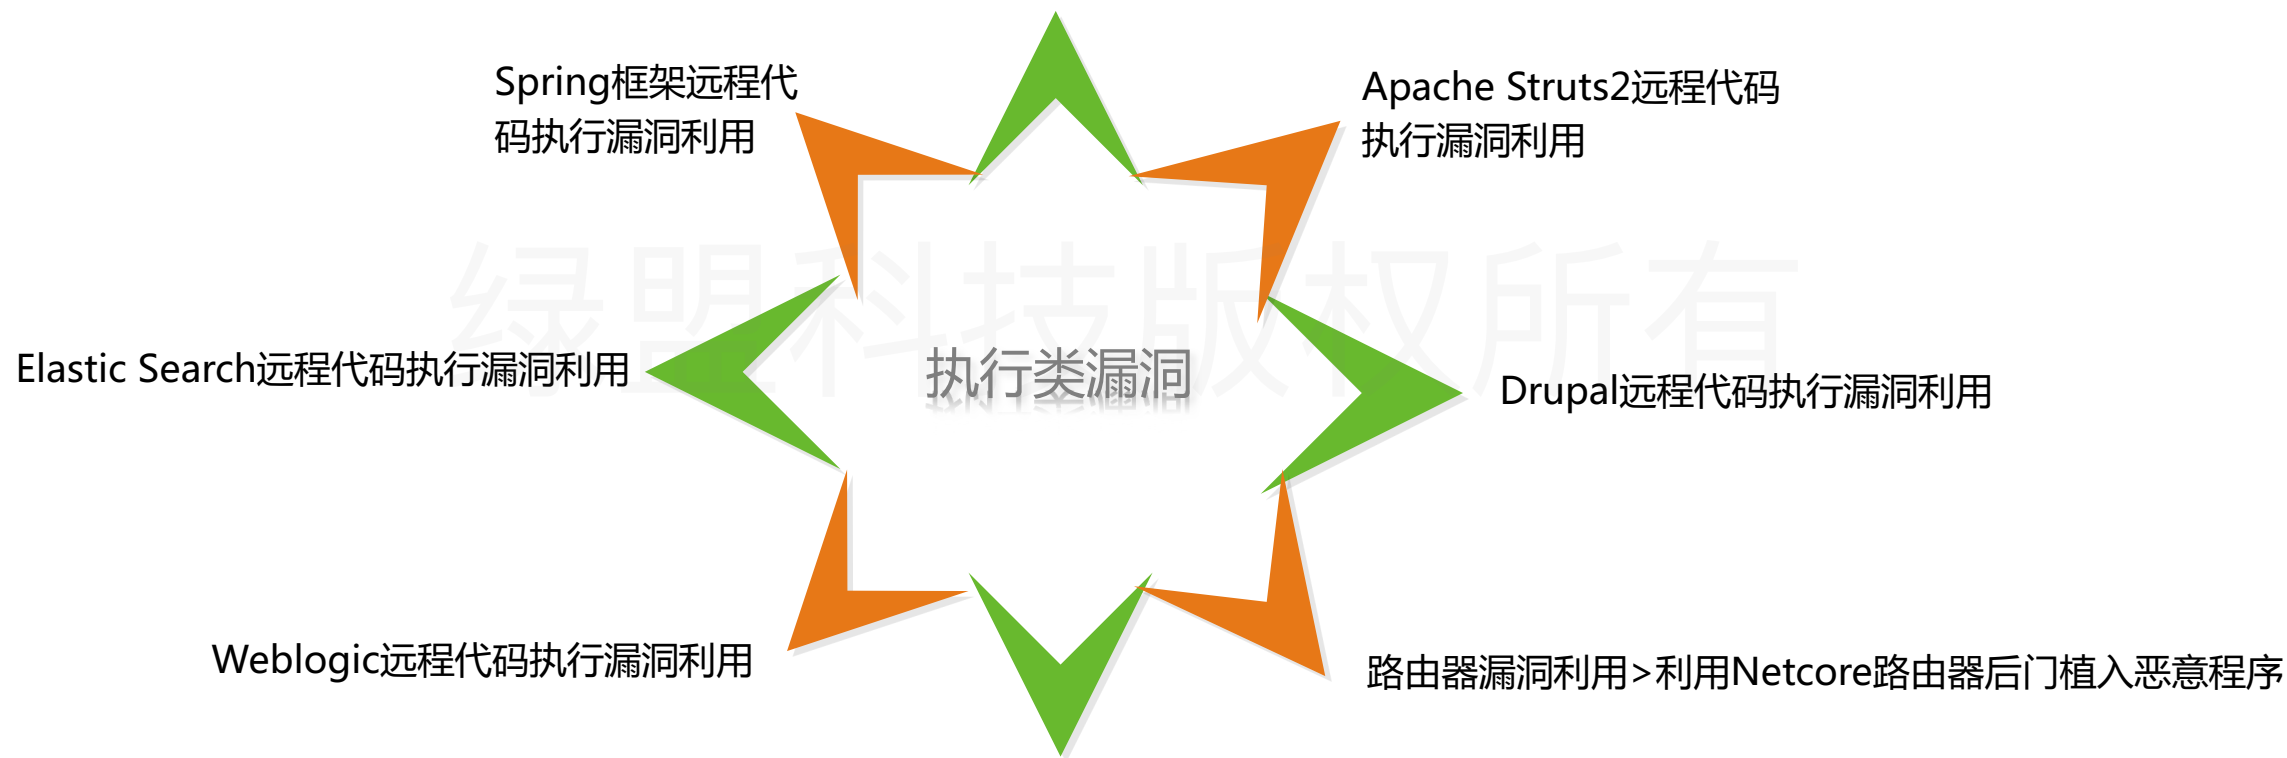 Spring框架远程代
码执行漏洞利用
Apache Struts2远程代码
执行漏洞利用
绿盟科技版权所有
执行类漏洞
Elastic Search远程代码执行漏洞利用
Drupal远程代码执行漏洞利用
Weblogic远程代码执行漏洞利用
路由器漏洞利用>利用Netcore路由器后门植入恶意程序